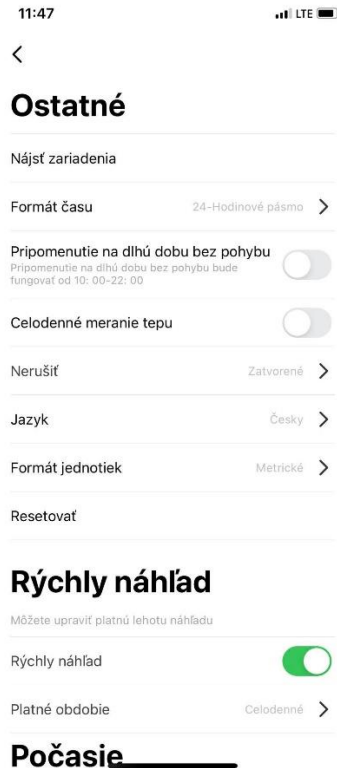 11:47 LTE
Ostatné
Nájsť zariadenia
Formát času 24-Hodinové pásmo
Pripomenutie na dlhú dobu bez pohybu
Pripomenutie na dlhú dobu bez pohybu bude
fungovať od 10: 00-22: 00
Celodenné meranie tepu
Nerušiť Zatvorené
Jazyk Česky
Formát jednotiek Metrické
Resetovať
Rýchly náhľad
Môžete upraviť platnú lehotu náhľadu
Rýchly náhľad
Platné obdobie Celodenné
Počasie